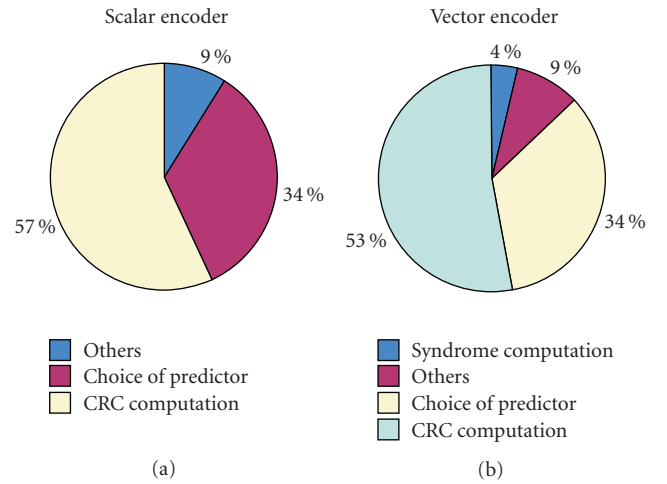 Scalar encoder
9 %
34 %
57 %
Others
Choice of predictor
CRC computation
(a)
Vector encoder
4 %
9 %
34 %
53 %
Syndrome computation
Others
Choice of predictor
CRC computation
(b)